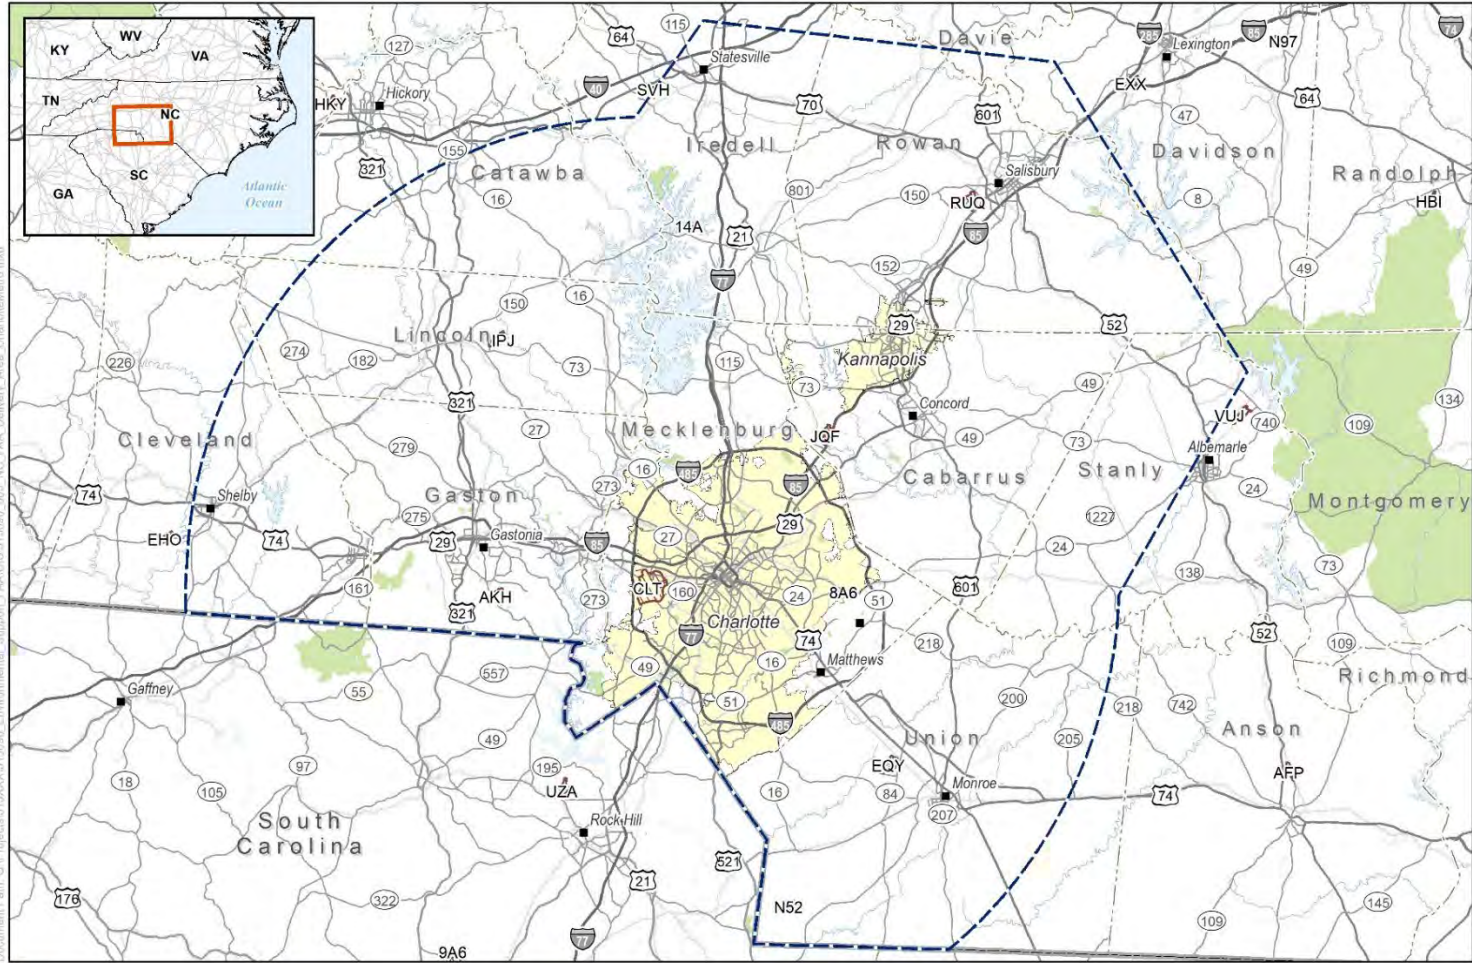 KY
WV
VA
TN
NC
SC
GA
Atlantic
Ocean
115
64
127
Statesville
Davie
285
85
N97
74
Lexington
HKY
Hickory
40
SVH
70
EXX
64
601
47
321
155
Iredell
Rowan
Davidson
Catawba
16
801
150
Salisbury
RUQ
8
Randolph
HBI
14A
21
85
77
152
49
16
150
29
52
Lincoln
IPJ
274
182
226
73
115
73
Kannapolis
49
321
Concord
134
VUJ
740
109
27
Mecklenburg
JQF
49
73
Albemarle
Cleveland
279
16
485
85
Cabarrus
Stanly
74
Shelby
Gaston
273
24
Montgomery
275
29
1227
EHO
74
29
Gastonia
85
27
24
73
138
161
AKH
273
CLT
160
24
8A6
51
601
321
Charlotte
77
74
218
52
109
Matthews
557
49
16
Richmond
55
Gaffney
51
200
218
742
485
49
Union
205
Anson
18
97
105
195
UZA
EQY
Monroe
AFP
16
84
74
207
South
Carolina
Rock Hill
521
176
21
322
N52
145
109
77
9A6